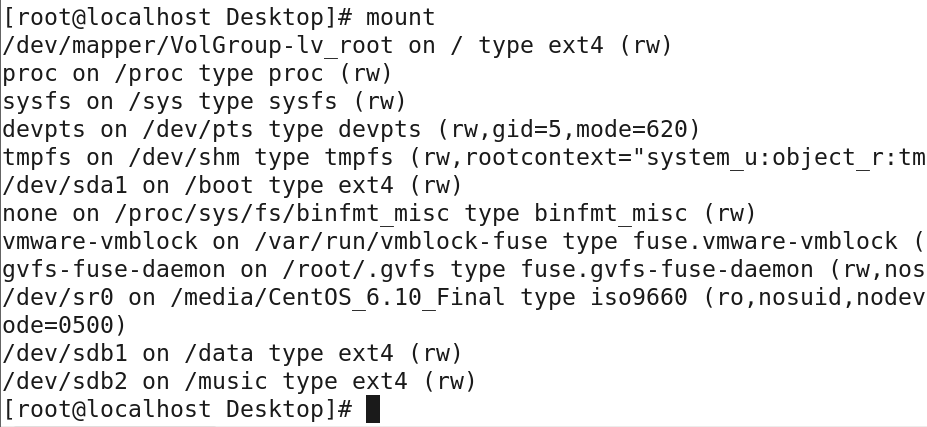 [root@localhost Desktop]# mount
/dev/mapper/VolGroup-lv_root on / type ext4 (rw)
proc on /proc type proc (rw)
sysfs on /sys type sysfs (rw)
devpts on /dev/pts type devpts (rw,gid=5,mode=620)
tmpfs on /dev/shm type tmpfs (rw,rootcontext="system_u:object_r:tm
/dev/sda1 on /boot type ext4 (rw)
none on /proc/sys/fs/binfmt_misc type binfmt_misc (rw)
vmware-vmblock on /var/run/vmblock-fuse type fuse.vmware-vmblock (
gvfs-fuse-daemon on /root/.gvfs type fuse.gvfs-fuse-daemon (rw,nos
/dev/sr0 on /media/CentOS_6.10_Final type iso9660 (ro,nosuid,nodev
ode=0500)
/dev/sdb1 on /data type ext4 (rw)
/dev/sdb2 on /music type ext4 (rw)
[root@localhost Desktop]#